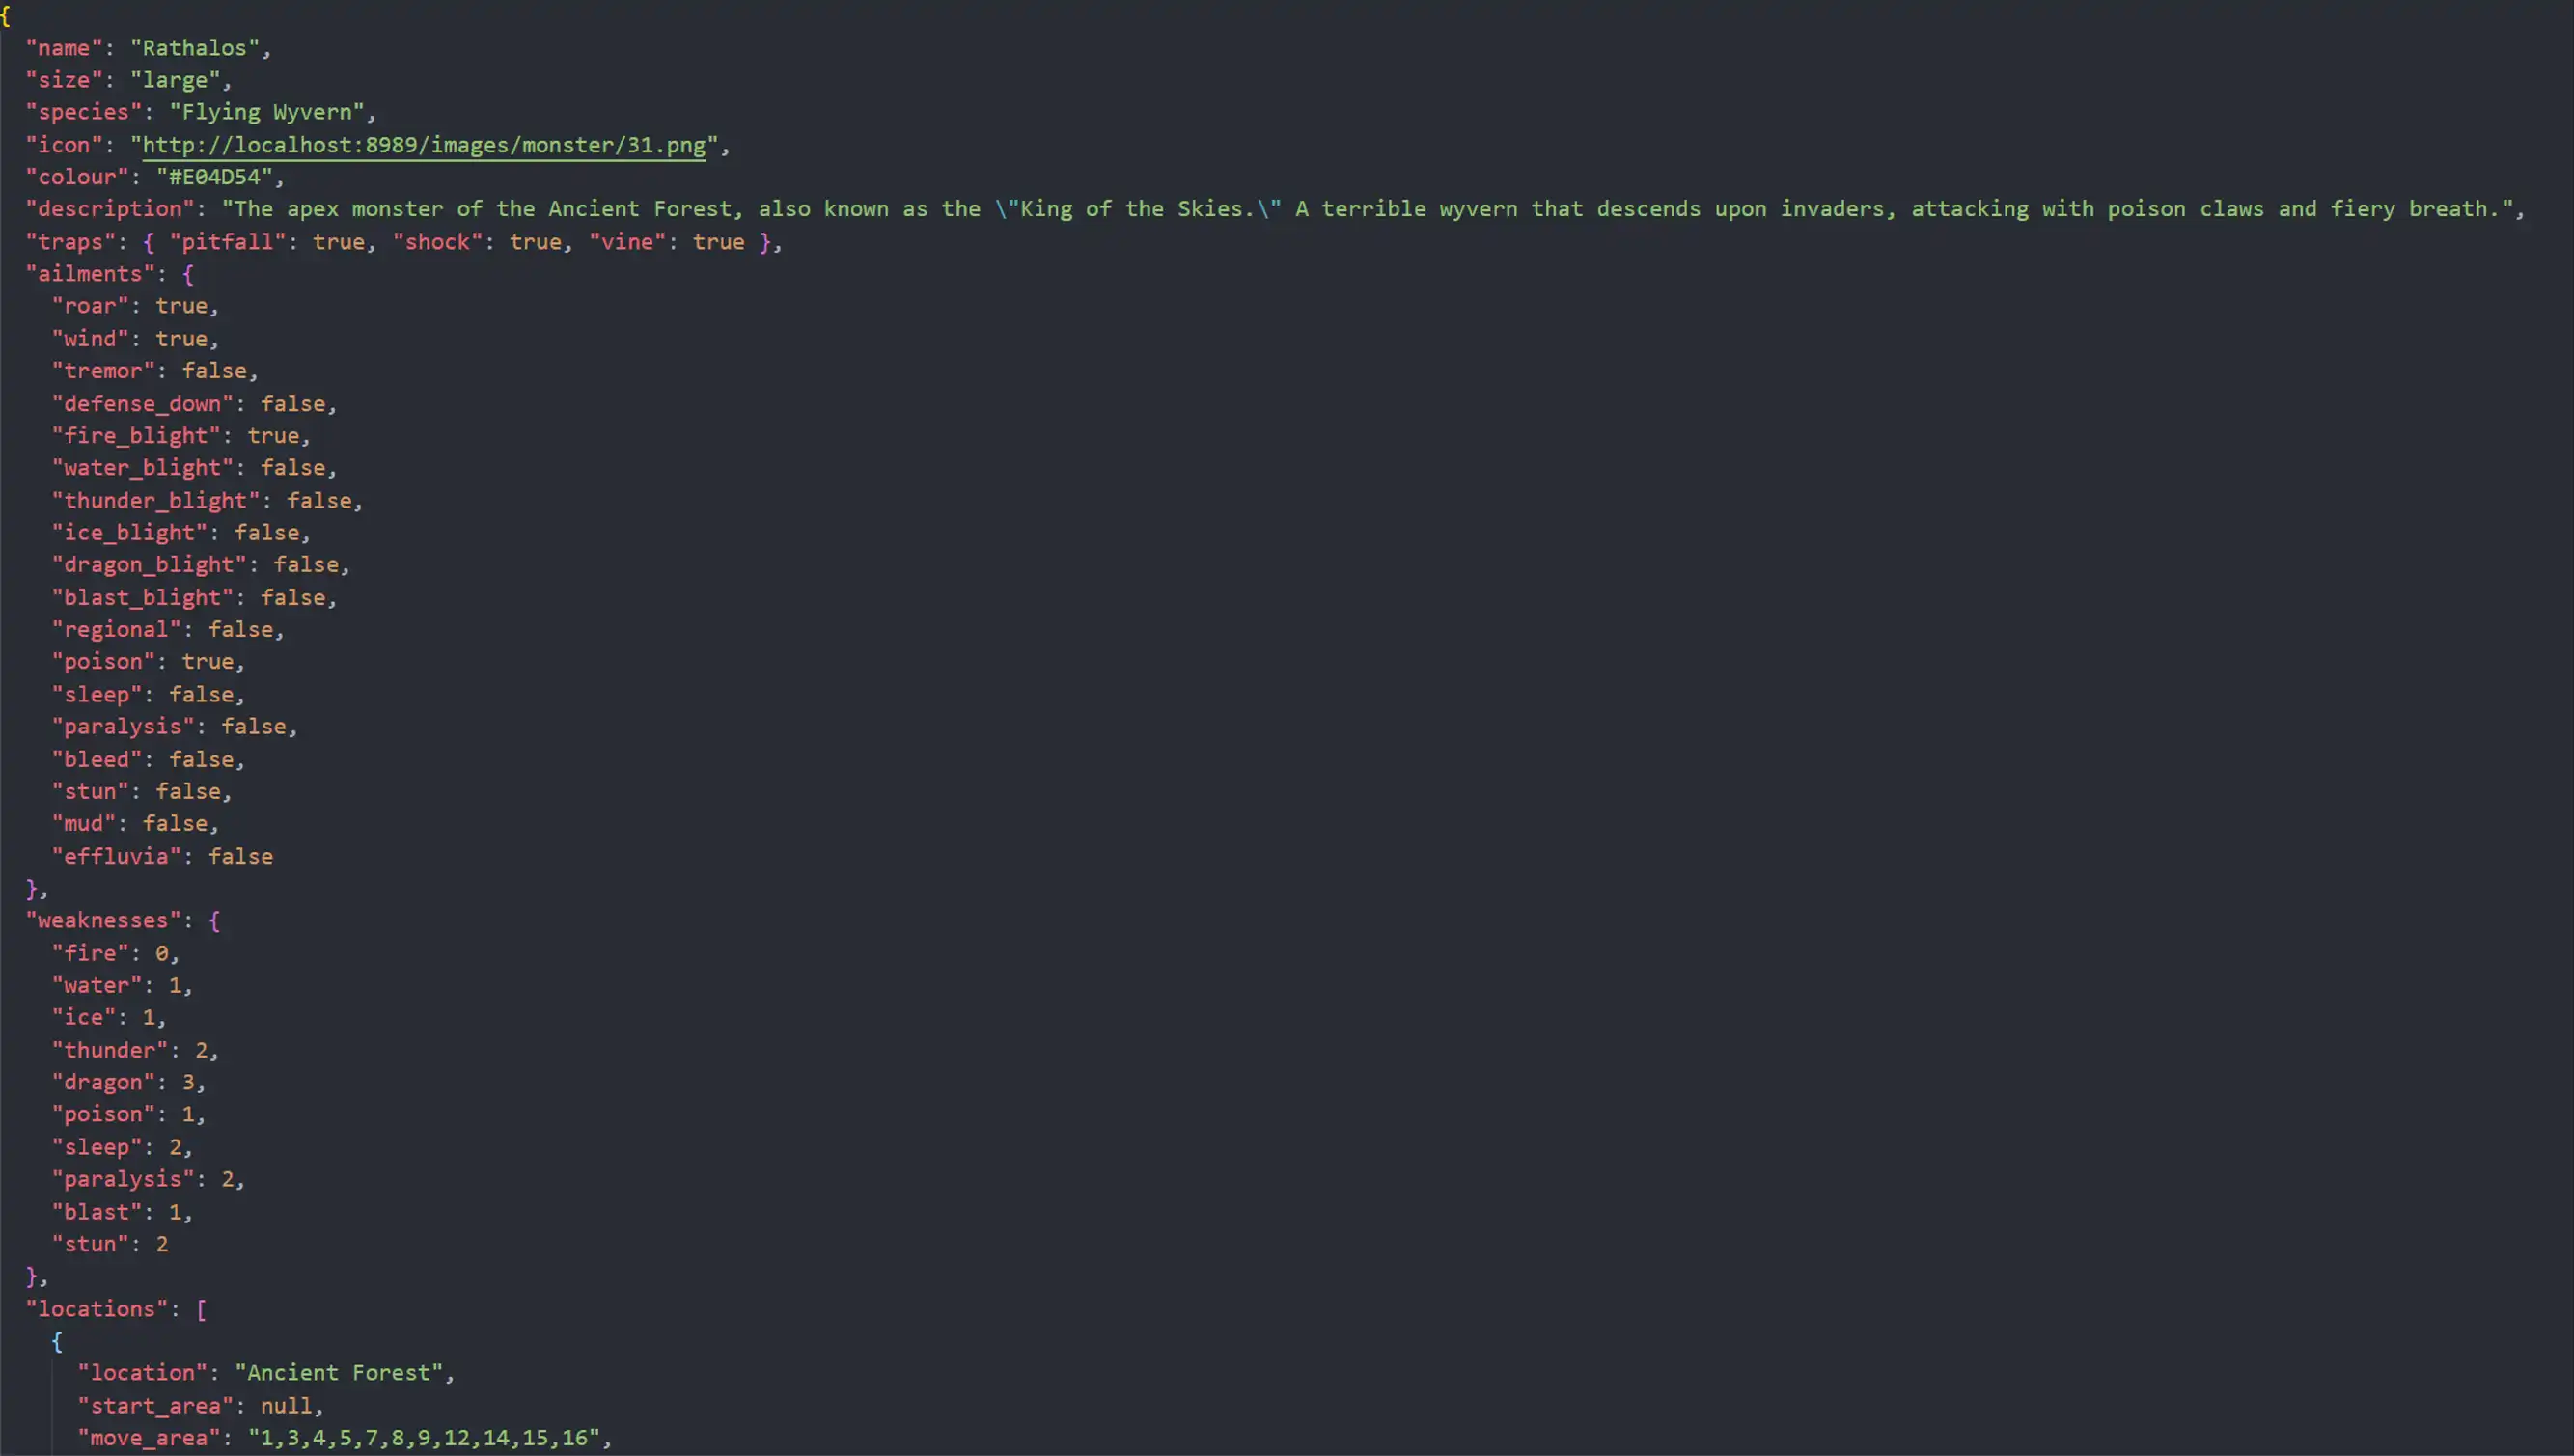 {
"name": "Rathalos",
"size": "large",
"species": "Flying Wyvern",
"icon": "http://localhost:8989/images/monster/31.png",
"colour": "#E04D54",
"description": "The apex monster of the Ancient Forest, also known as the \"King of the Skies.\" A terrible wyvern that descends upon invaders, attacking with poison claws and fiery breath.",
"traps": { "pitfall": true, "shock": true, "vine": true },
"ailments": {
"roar": true,
"wind": true,
"tremor": false,
"defense_down": false,
"fire_blight": true,
"water_blight": false,
"thunder_blight": false,
"ice_blight": false,
"dragon_blight": false,
"blast_blight": false,
"regional": false,
"poison": true,
"sleep": false,
"paralysis": false,
"bleed": false,
"stun": false,
"mud": false,
"effluvia": false
},
"weaknesses": {
"fire": 0,
"water": 1,
"ice": 1,
"thunder": 2,
"dragon": 3,
"poison": 1,
"sleep": 2,
"paralysis": 2,
"blast": 1,
"stun": 2
},
"locations": [
{
"location": "Ancient Forest",
"start_area": null,
"move_area": "1,3,4,5,7,8,9,12,14,15,16",